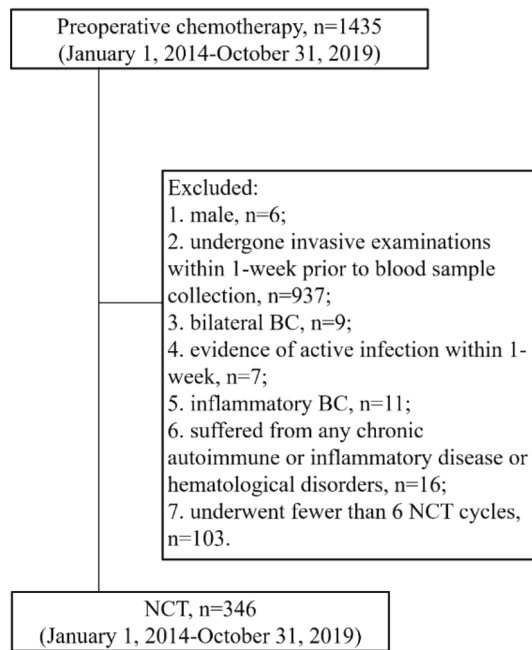 Preoperative chemotherapy, n=1435
(January 1, 2014-October 31, 2019)
Excluded:
1. male, n=6;
2. undergone invasive examinations
within 1-week prior to blood sample
collection, n=937;
3. bilateral BC, n=9;
4. evidence of active infection within 1-
week, n=7;
5. inflammatory BC, n=11;
6. suffered from any chronic
autoimmune or inflammatory disease or
hematological disorders, n=16;
7. underwent fewer than 6 NCT cycles,
n=103.
NCT, n=346
(January 1, 2014-October 31, 2019)